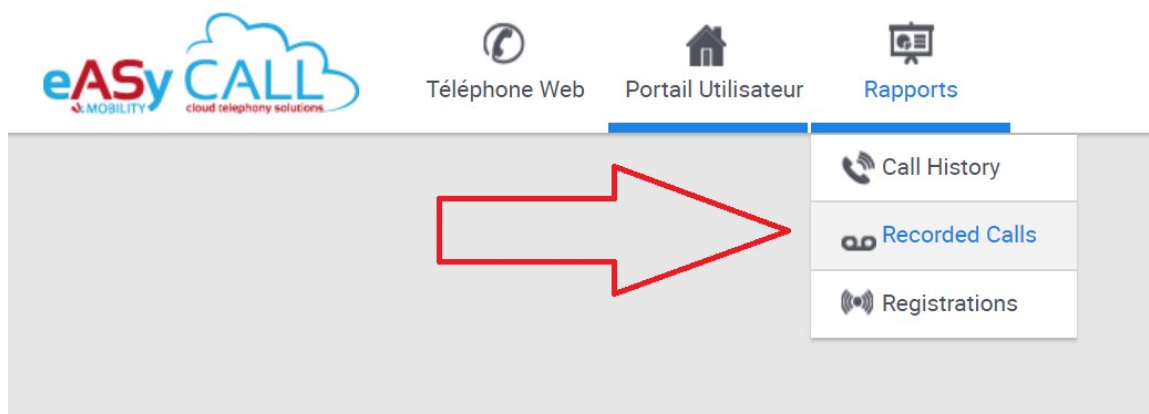 eASy CALL
& MOBILITY
cloud telephony solutions
Téléphone Web
Portail Utilisateur
Rapports
Call History
Recorded Calls
Registrations